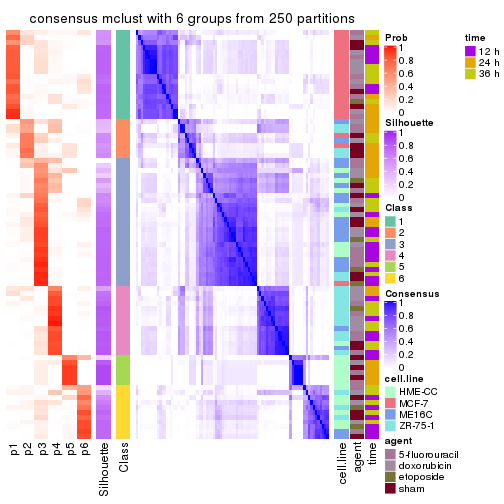 consensus mclust with 6 groups from 250 partitions
p1
p2
p3
p4
p5
p6
Silhouette
Class
cell.line
agent
time
Prob
1
0.8
0.6
0.4
0.2
0
Silhouette
1
0.8
0.6
0.4
0.2
0
Class
1
2
3
4
5
6
Consensus
1
0.8
0.6
0.4
0.2
0
cell.line
HME-CC
MCF-7
ME16C
ZR-75-1
agent
5-fluorouracil
doxorubicin
etoposide
sham
time
12 h
24 h
36 h